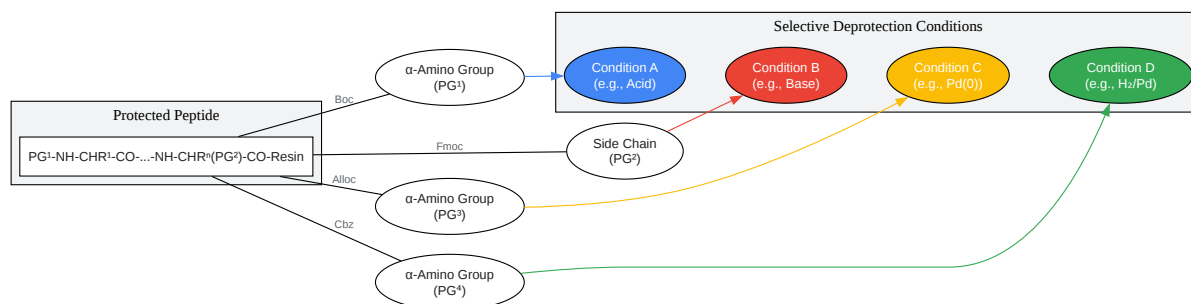 Selective Deprotection Conditions
Condition A
(e.g., Acid)
Condition B
(e.g., Base)
Condition C
(e.g., Pd(0))
Condition D
(e.g., H₂/Pd)
α-Amino Group
(PG¹)
Boc
Protected Peptide
PG¹-NH-CHR¹-CO-...-NH-CHRⁿ(PG²)-CO-Resin
Fmoc
Side Chain
(PG²)
Alloc
α-Amino Group
(PG³)
Cbz
α-Amino Group
(PG⁴)